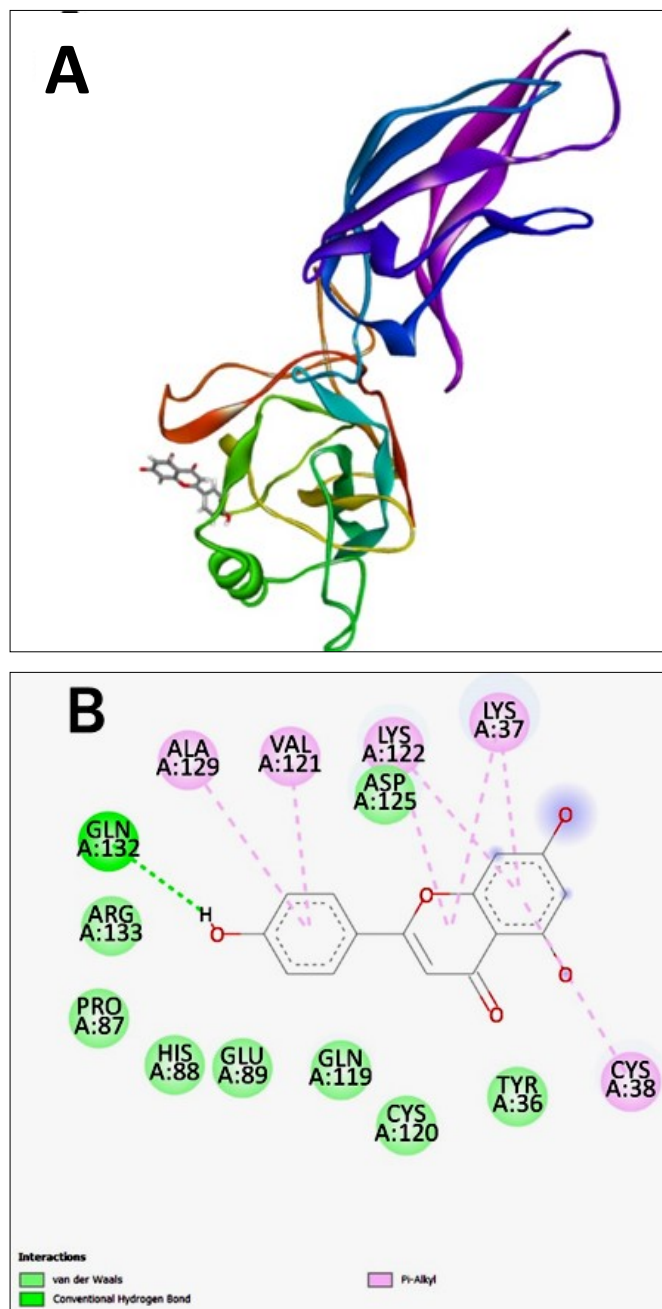 A
B
ALA
A:129
VAL
A:121
LYS
A:122
LYS
A:37
ASP
A:125
O
GLN
A:132
O
H
O
ARG
A:133
O
O
PRO
A:87
HIS
A:88
GLU
A:89
GLN
A:119
CYS
A:120
TYR
A:36
CYS
A:38
Interactions
van der Waals
Conventional Hydrogen Bond
Pi-Alkyl